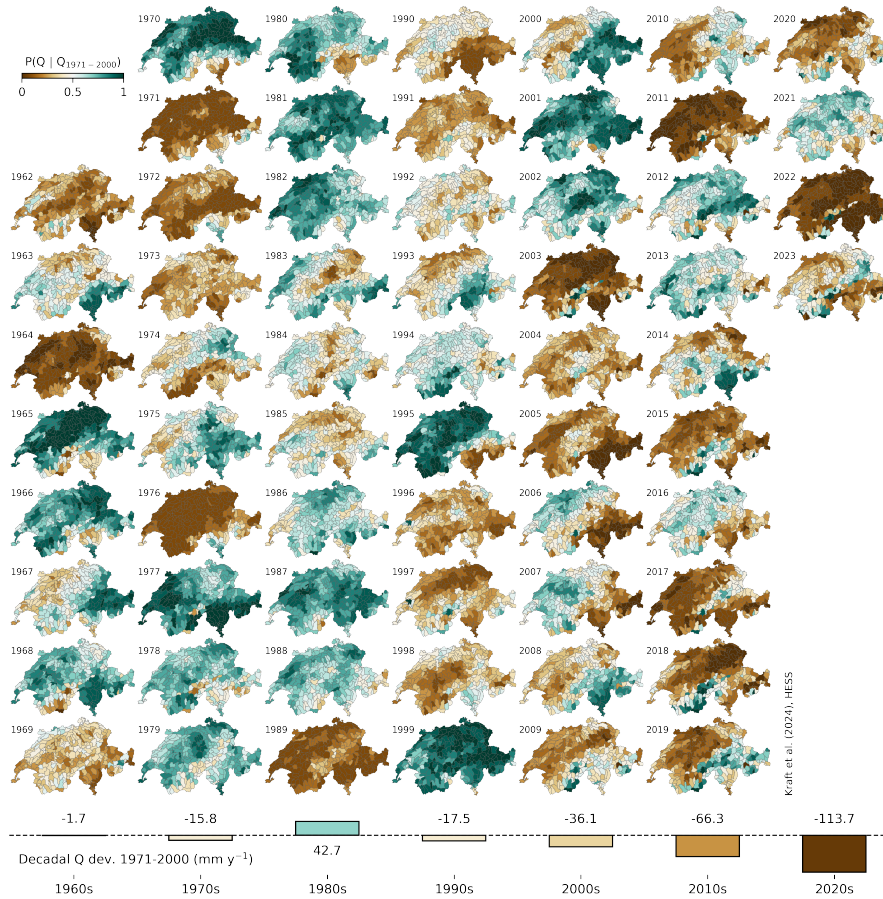 1970 1980 1990 2000 2010 2020
P(Q | Q1971−2000)
0 0.5 1
1971 1981 1991 2001 2011 2021
1962 1972 1982 1992 2002 2012 2022
1963 1973 1983 1993 2003 2013 2023
1964 1974 1984 1994 2004 2014
1965 1975 1985 1995 2005 2015
1966 1976 1986 1996 2006 2016
1967 1977 1987 1997 2007 2017
1968 1978 1988 1998 2008 2018
1969 1979 1989 1999 2009 2019
Kraft et al. (2024), HESS
-1.7 -15.8 -17.5 -36.1 -66.3 -113.7
42.7
Decadal Q dev. 1971-2000 (mm y−1)
1960s 1970s 1980s 1990s 2000s 2010s 2020s